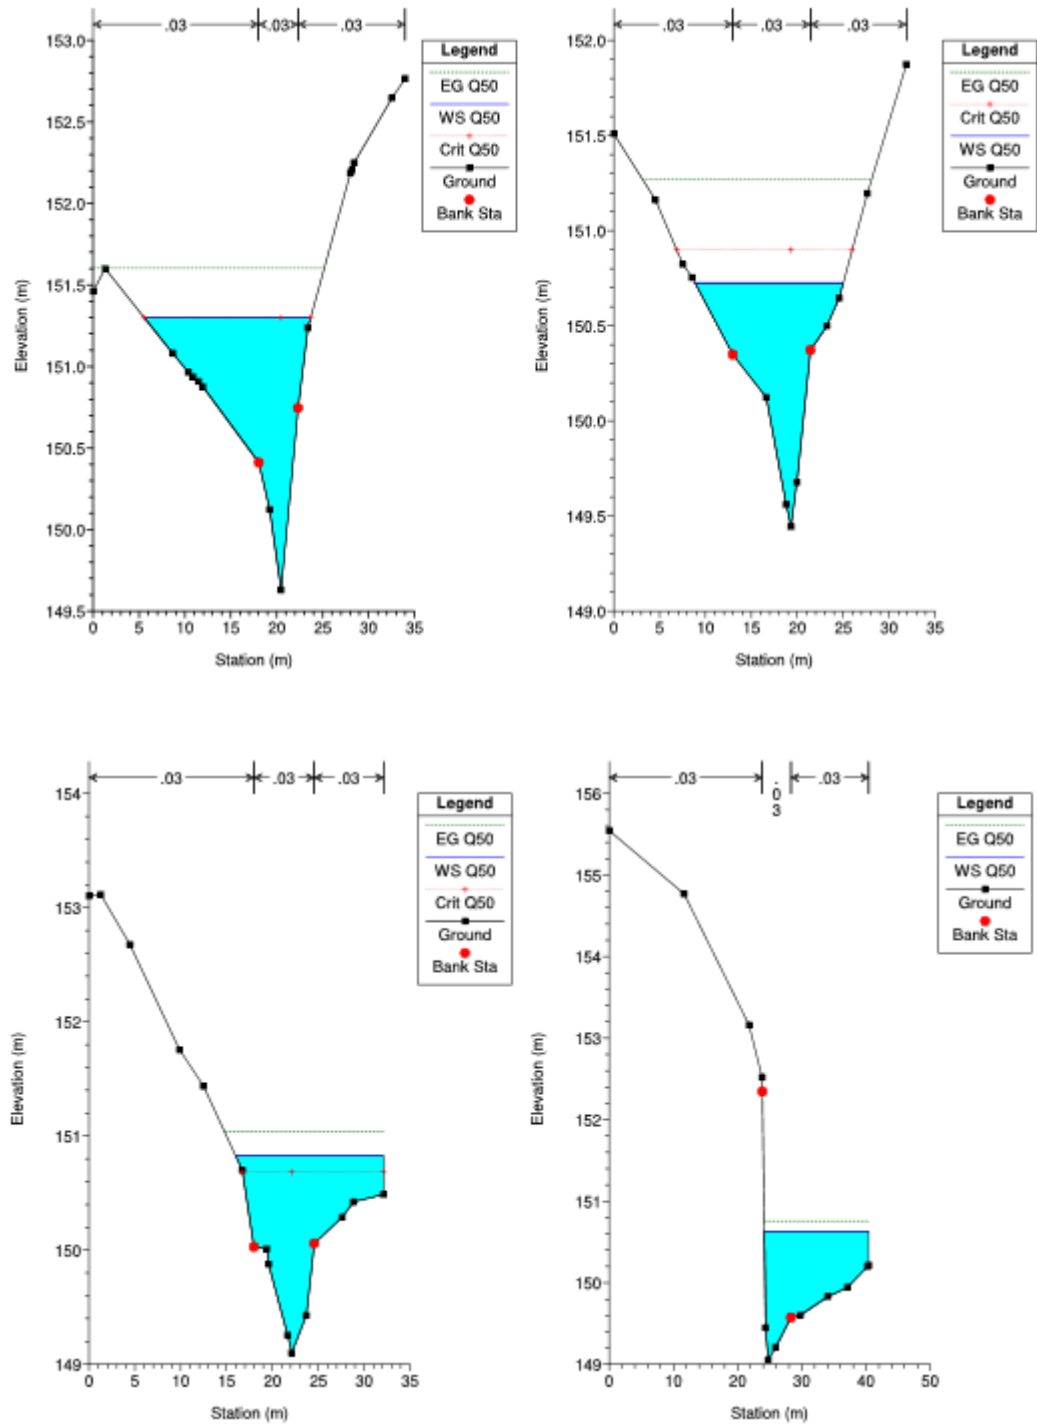 .03 .03 .03
153.0
152.5
152.0
151.5
151.0
150.5
150.0
149.5
0 5 10 15 20 25 30 35
Elevation (m)
Station (m)
Legend
EG Q50
WS Q50
Crit Q50
Ground
Bank Sta
.03 .03 .03
152.0
151.5
151.0
150.5
150.0
149.5
149.0
0 5 10 15 20 25 30 35
Elevation (m)
Station (m)
Legend
EG Q50
Crit Q50
WS Q50
Ground
Bank Sta
.03 .03 .03
154
153
152
151
150
149
0 5 10 15 20 25 30 35
Elevation (m)
Station (m)
Legend
EG Q50
WS Q50
Crit Q50
Ground
Bank Sta
.03 .03 .03
156
155
154
153
152
151
150
149
0 10 20 30 40 50
Elevation (m)
Station (m)
Legend
EG Q50
WS Q50
Ground
Bank Sta